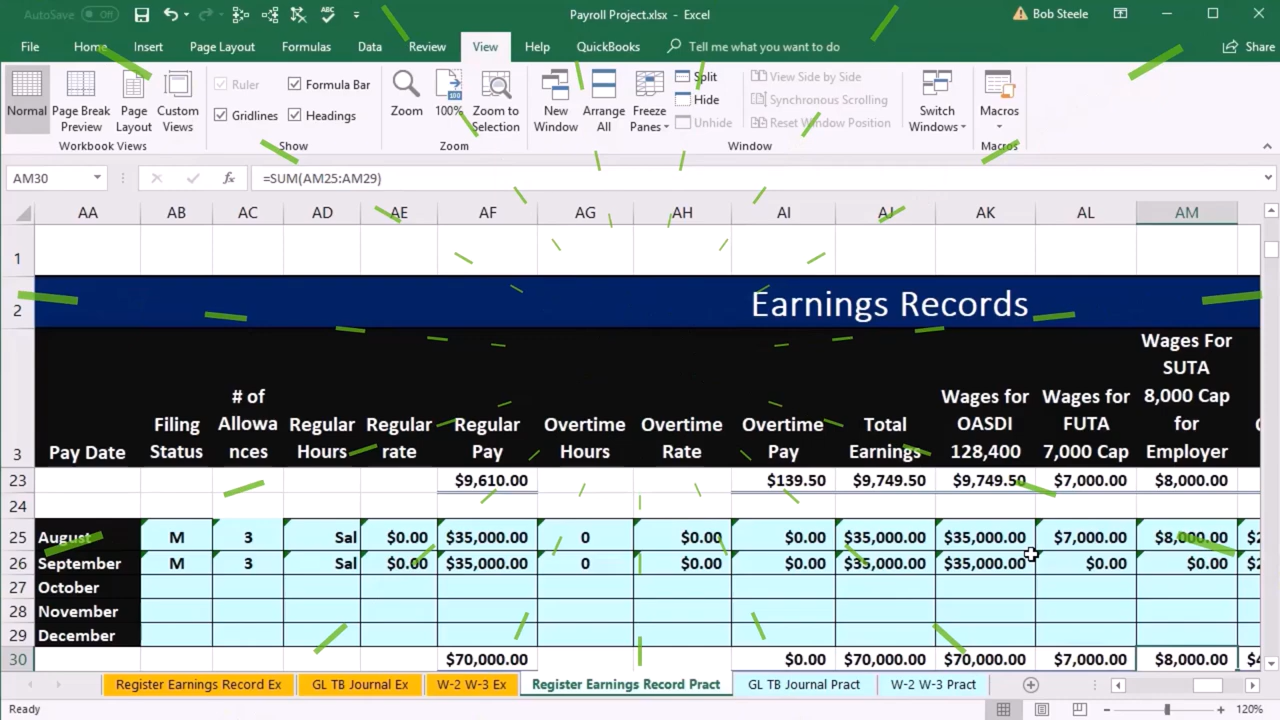 AutoSave Off Payroll Project.xlsx - Excel Bob Steele
File Home Insert Page Layout Formulas Data Review View Help QuickBooks Tell me what you want to do Share
Normal Page Break Preview Page Layout Custom Views
Workbook Views
Ruler Formula Bar
Gridlines Headings
Show
Zoom 100% Zoom to Selection
Zoom
New Window Arrange All Freeze Panes
Split
Hide
Unhide
View Side by Side
Synchronous Scrolling
Reset Window Position
Switch Windows
Window
Macros
Macros
AM30 fx =SUM(AM25:AM29)
AA AB AC AD AE AF AG AH AI AJ AK AL AM
1
2 Earnings Records
3 Pay Date Filing Status # of Allowa nces Regular Hours Regular rate Regular Pay Overtime Hours Overtime Rate Overtime Pay Total Earnings Wages for OASDI 128,400 Wages for FUTA 7,000 Cap Wages For SUTA 8,000 Cap for Employer
23 $9,610.00 $139.50 $9,749.50 $9,749.50 $7,000.00 $8,000.00
24
25 August M 3 Sal $0.00 $35,000.00 0 $0.00 $0.00 $35,000.00 $35,000.00 $7,000.00 $8,000.00
26 September M 3 Sal $0.00 $35,000.00 0 $0.00 $0.00 $35,000.00 $35,000.00 $0.00 $0.00
27 October
28 November
29 December
30 $70,000.00 $0.00 $70,000.00 $70,000.00 $7,000.00 $8,000.00
Register Earnings Record Ex GL TB Journal Ex W-2 W-3 Ex Register Earnings Record Pract GL TB Journal Pract W-2 W-3 Pract
Ready 120%